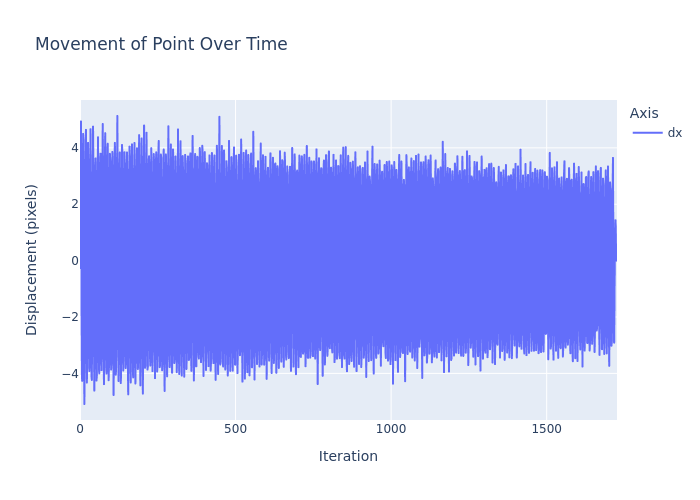 Movement of Point Over Time
Axis
dx
Displacement (pixels)
4
2
0
−2
−4
0
500
1000
1500
Iteration